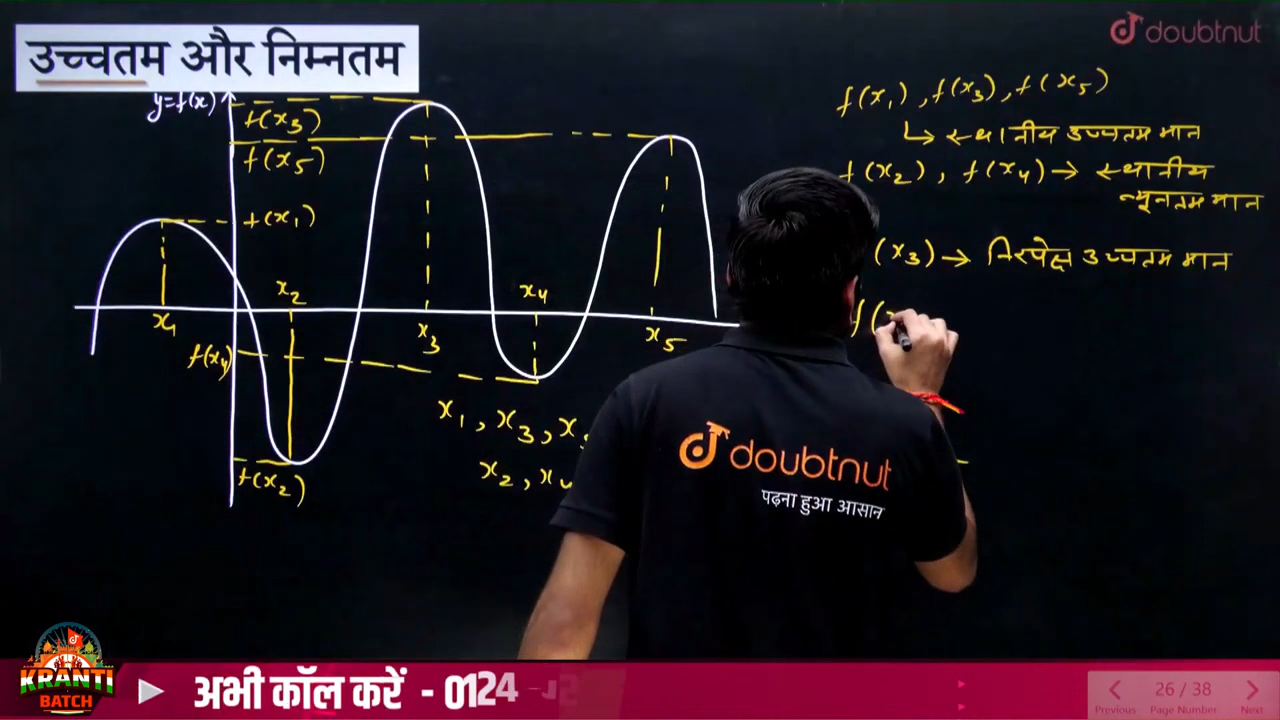 उच्चतम और निम्नतम
doubtnut
y=f(x)
f(x₃)
f(x₅)
f(x₁)
x₂
x₄
x₁
x₃
x₅
f(x₄)
f(x₂)
x₁, x₃, x₅
x₂, x₄
f(x₁), f(x₃), f(x₅)
↳ स्थानीय उच्चतम मान
f(x₂), f(x₄) → स्थानीय
न्यूनतम मान
(x₃) → निरपेक्ष उच्चतम मान
f(
doubtnut
पढ़ना हुआ आसान
KRANTI
BATCH
अभी कॉल करें - 0124
26 / 38
Previous Page Number Next